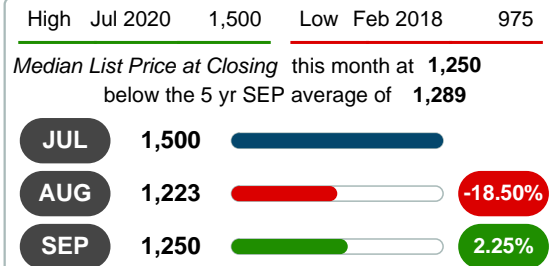 High Jul 2020 1,500 Low Feb 2018 975
Median List Price at Closing this month at 1,250
below the 5 yr SEP average of 1,289
JUL 1,500
AUG 1,223 -18.50%
SEP 1,250 2.25%